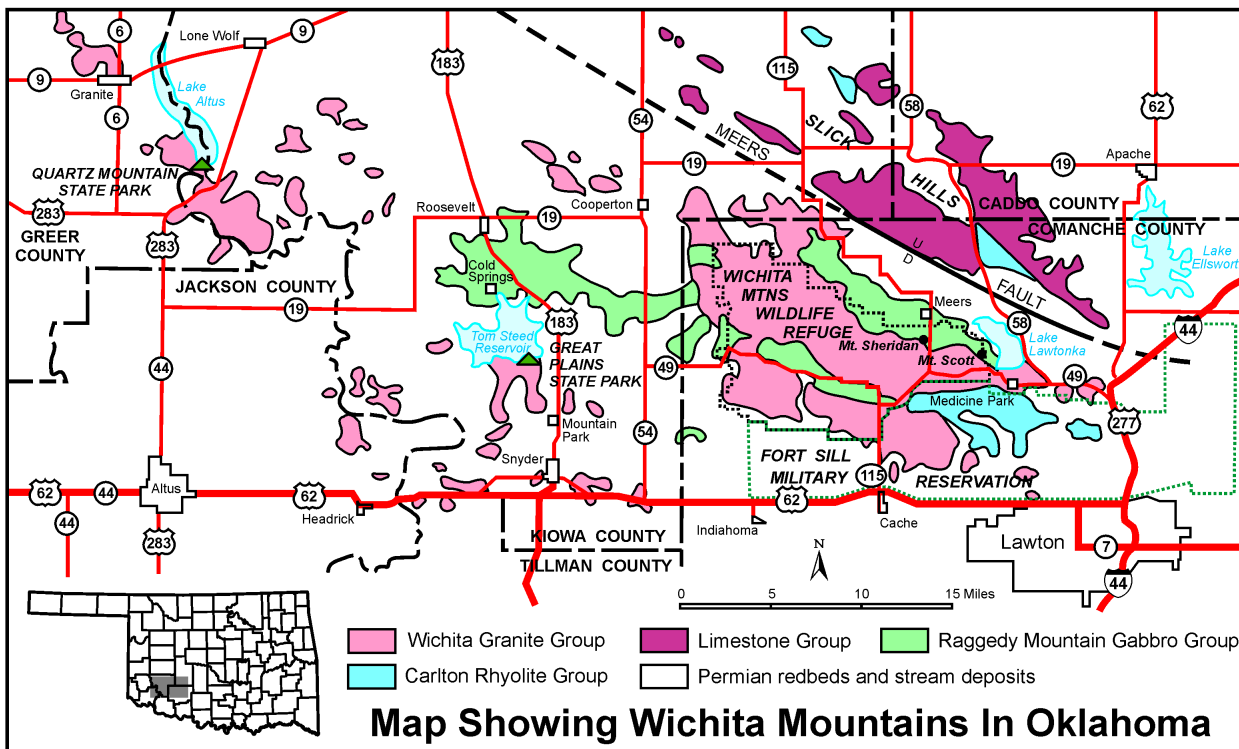 6
9
Lone Wolf
183
115
58
62
9
Granite
Lake
Altus
6
54
MEERS
SLICK
QUARTZ MOUNTAIN
STATE PARK
19
19
Apache
283
GREER
COUNTY
283
Roosevelt
19
Cooperton
HILLS
CADDO COUNTY
COMANCHE COUNTY
U
D
Lake
Ellswort
JACKSON COUNTY
Cold
Springs
WICHITA
MTNS
WILDLIFE
REFUGE
FAULT
19
183
Tom Steed
Reservoir
Meers
58
44
Mt. Sheridan
Mt. Scott
Lake
Lawtonka
GREAT
PLAINS
STATE PARK
44
49
49
Medicine Park
277
Mountain
Park
54
Snyder
FORT SILL
MILITARY
RESERVATION
115
62
44
Altus
62
Headrick
62
44
283
Indiahoma
Cache
KIOWA COUNTY
TILLMAN COUNTY
N
Lawton
7
44
0 5 10 15 Miles
Wichita Granite Group
Limestone Group
Raggedy Mountain Gabbro Group
Carlton Rhyolite Group
Permian redbeds and stream deposits
Map Showing Wichita Mountains In Oklahoma